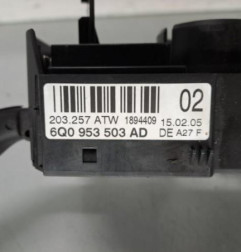 02
203.257 ATW 1894409 15.02.05
6Q0 953 503 AD DE A27 F